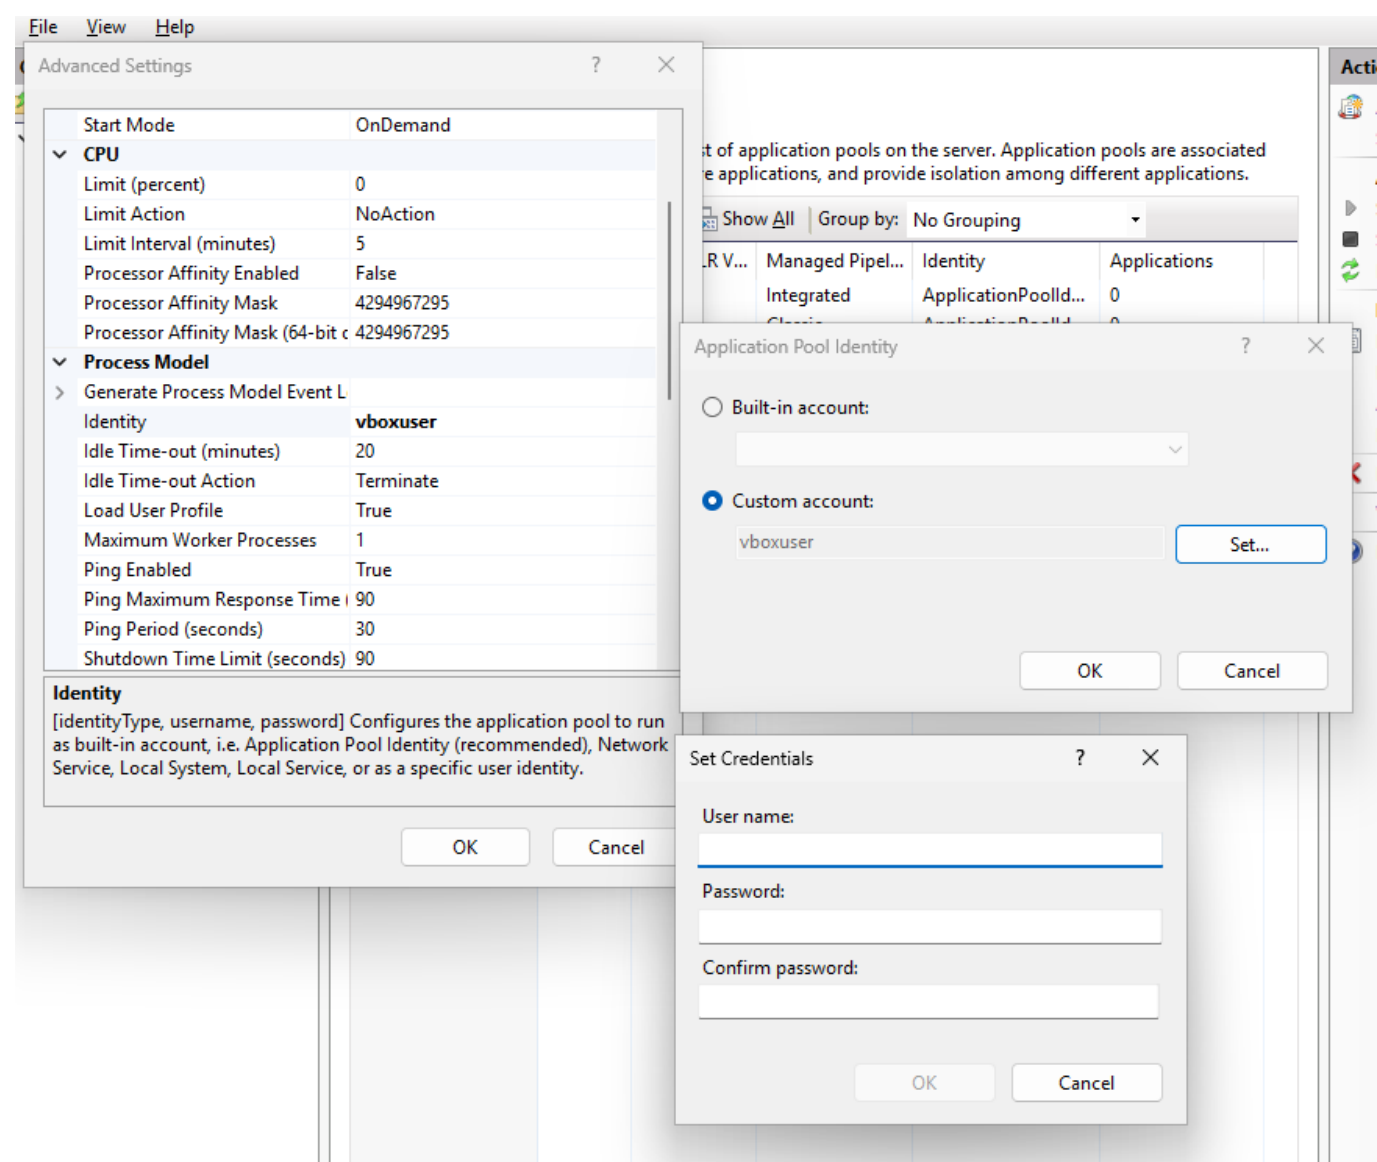 File View Help
Advanced Settings ?
Start Mode OnDemand
CPU
Limit (percent) 0
Limit Action NoAction
Limit Interval (minutes) 5
Processor Affinity Enabled False
Processor Affinity Mask 4294967295
Processor Affinity Mask (64-bit c 4294967295
Process Model
Generate Process Model Event L
Identity vboxuser
Idle Time-out (minutes) 20
Idle Time-out Action Terminate
Load User Profile True
Maximum Worker Processes 1
Ping Enabled True
Ping Maximum Response Time ( 90
Ping Period (seconds) 30
Shutdown Time Limit (seconds) 90
Identity
[identityType, username, password] Configures the application pool to run
as built-in account, i.e. Application Pool Identity (recommended), Network
Service, Local System, Local Service, or as a specific user identity.
OK Cancel
st of application pools on the server. Application pools are associated
e applications, and provide isolation among different applications.
Show All Group by: No Grouping
LR V... Managed Pipel... Identity Applications
Integrated ApplicationPoolId... 0
Acti
Application Pool Identity ?
Built-in account:
Custom account:
vboxuser Set...
OK Cancel
Set Credentials ?
User name:
Password:
Confirm password:
OK Cancel